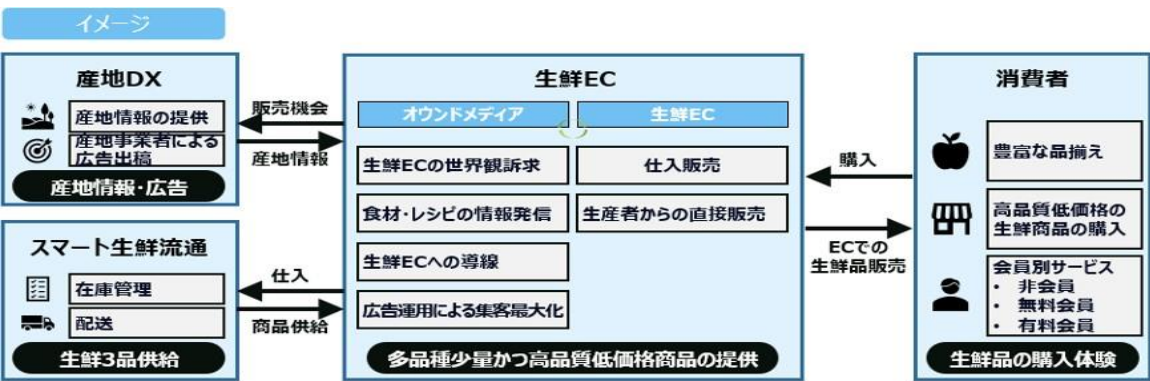 イメージ
産地DX
産地情報の提供
産地事業者による
広告出稿
産地情報・広告
販売機会
産地情報
スマート生鮮流通
在庫管理
配送
生鮮3品供給
仕入
商品供給
生鮮EC
オウンドメディア
生鮮EC
生鮮ECの世界観訴求
仕入販売
食材・レシピの情報発信
生産者からの直接販売
生鮮ECへの導線
広告運用による集客最大化
多品種少量かつ高品質低価格商品の提供
購入
ECでの
生鮮品販売
消費者
豊富な品揃え
高品質低価格の
生鮮商品の購入
会員別サービス
• 非会員
• 無料会員
• 有料会員
生鮮品の購入体験